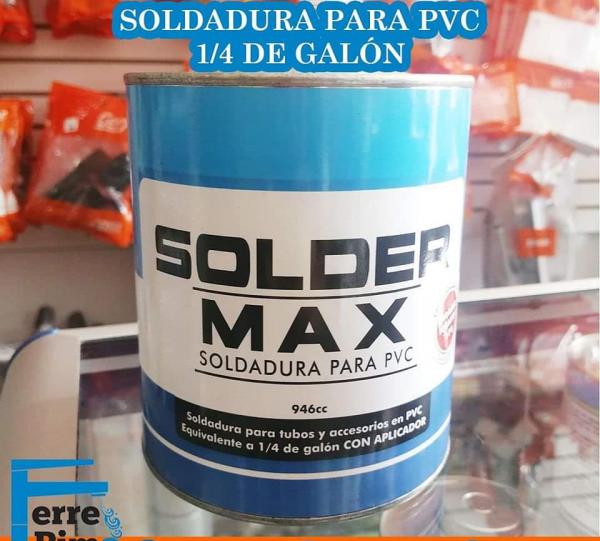 SOLDADURA PARA PVC
1/4 DE GALÓN
SOLDER
MAX
SOLDADURA PARA PVC
946cc
Soldadura para tubos y accesorios en PVC
Equivalente a 1/4 de galón CON APLICADOR
Ferre